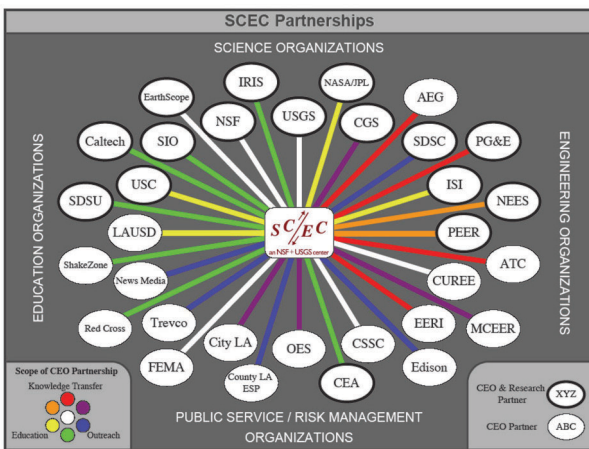 SCEC Partnerships
SCIENCE ORGANIZATIONS
EDUCATION ORGANIZATIONS
ENGINEERING ORGANIZATIONS
EarthScope
IRIS
NASA/JPL
AEG
NSF
USGS
CGS
Caltech
SIO
SDSC
PG&E
USC
ISI
SDSU
NEES
LAUSD
PEER
SC/EC
an NSF + USGS center
ShakeZone
News Media
CUREE
ATC
Red Cross
Trevco
EERI
MCEER
FEMA
City LA
OES
CSSC
Edison
County LA
ESP
CEA
PUBLIC SERVICE / RISK MANAGEMENT
ORGANIZATIONS
Scope of CEO Partnership
Knowledge Transfer
Education
Outreach
CEO & Research
Partner
XYZ
CEO Partner
ABC